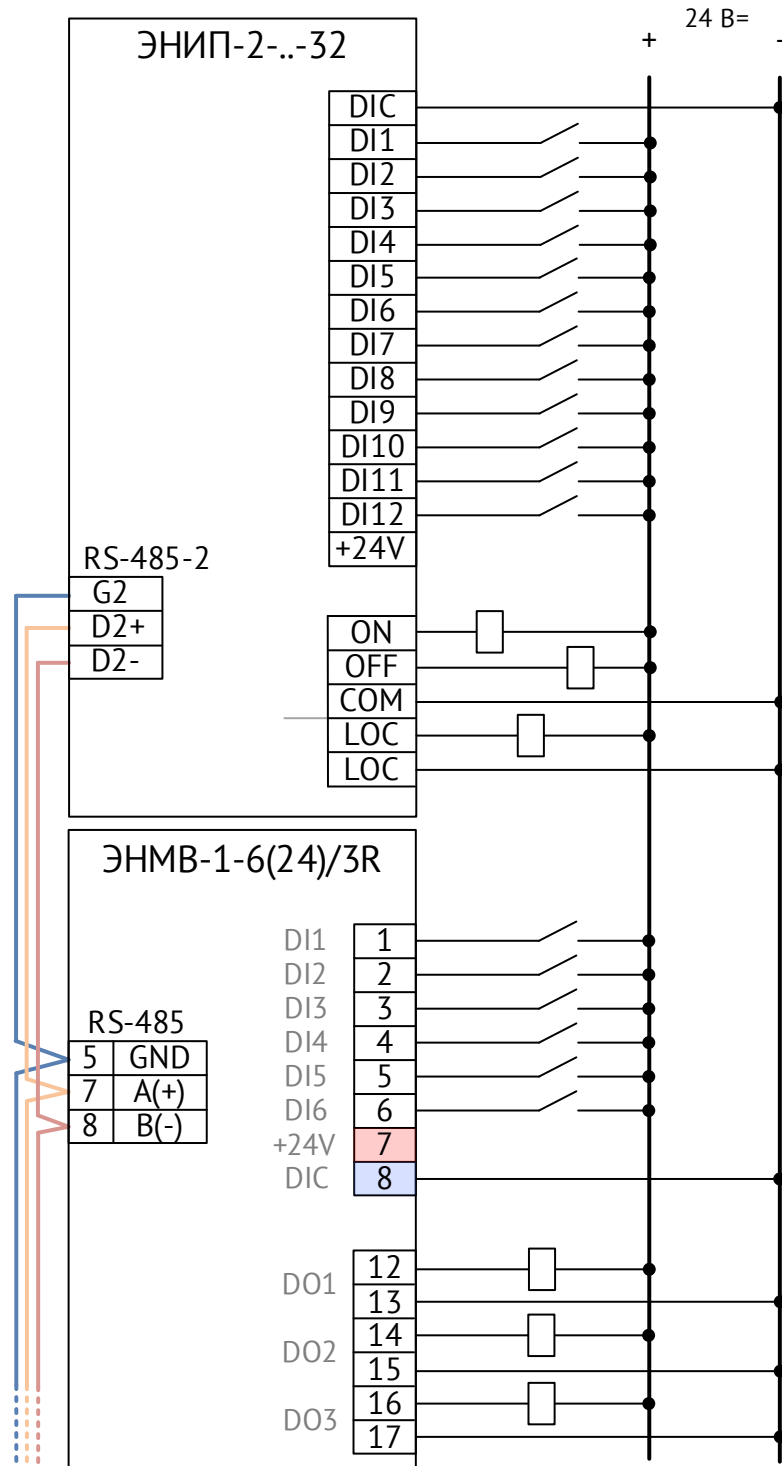 24 В=
+ -
ЭНИП-2-..-32
DIC
DI1
DI2
DI3
DI4
DI5
DI6
DI7
DI8
DI9
DI10
DI11
DI12
+24V
RS-485-2
G2
D2+
D2-
ON
OFF
COM
LOC
LOC
ЭНМВ-1-6(24)/3R
DI1 1
DI2 2
DI3 3
DI4 4
DI5 5
DI6 6
+24V 7
DIC 8
RS-485
5 GND
7 A(+)
8 B(-)
DO1 12
13
DO2 14
15
DO3 16
17